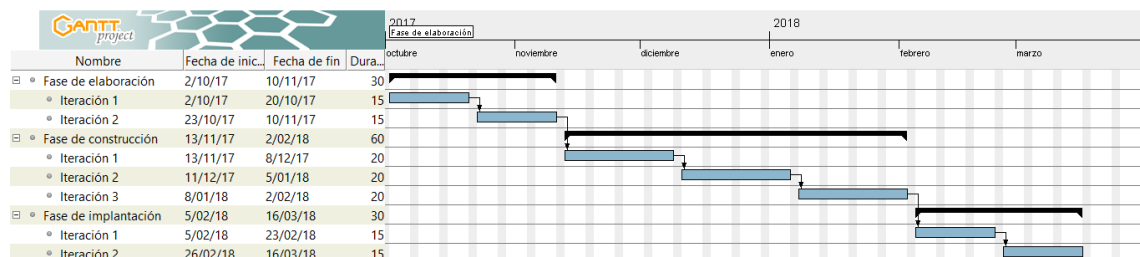 GANTT project
2017 2018
Fase de elaboración
octubre noviembre diciembre enero febrero marzo
Nombre Fecha de inic... Fecha de fin Dura...
Fase de elaboración 2/10/17 10/11/17 30
Iteración 1 2/10/17 20/10/17 15
Iteración 2 23/10/17 10/11/17 15
Fase de construcción 13/11/17 2/02/18 60
Iteración 1 13/11/17 8/12/17 20
Iteración 2 11/12/17 5/01/18 20
Iteración 3 8/01/18 2/02/18 20
Fase de implantación 5/02/18 16/03/18 30
Iteración 1 5/02/18 23/02/18 15
Iteración 2 26/02/18 16/03/18 15